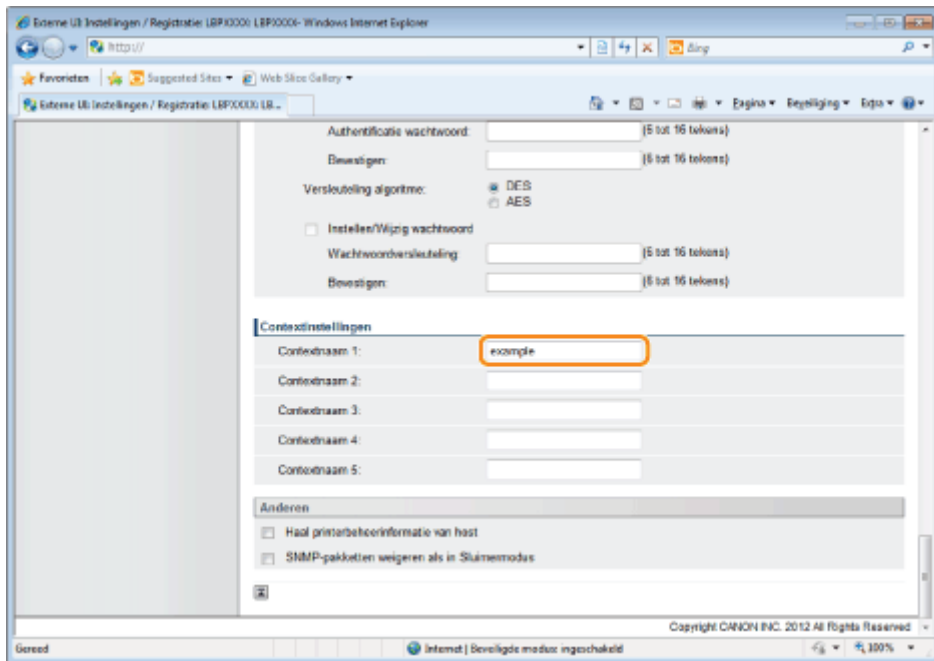 Externe UI: Instellingen / Registratie: LBPXXXX: LBPXXXX- Windows Internet Explorer
http://
Bing
Favorieten Suggested Sites Web Slice Gallery
Externe UI: Instellingen / Registratie: LBPXXXX: LB... Pagina Beveiliging Extra
Authentificatie wachtwoord: (6 tot 16 tekens)
Bevestigen: (6 tot 16 tekens)
Versleuteling algoritme: DES
AES
Instellen/Wijzig wachtwoord
Wachtwoordversleuteling: (6 tot 16 tekens)
Bevestigen: (6 tot 16 tekens)
Contextinstellingen
Contextnaam 1: example
Contextnaam 2:
Contextnaam 3:
Contextnaam 4:
Contextnaam 5:
Anderen
Haal printerbeheerinformatie van host
SNMP-pakketten weigeren als in Sluimermodus
Copyright CANON INC. 2012 All Rights Reserved
Gereed Internet | Beveiligde modus: ingeschakeld 100%